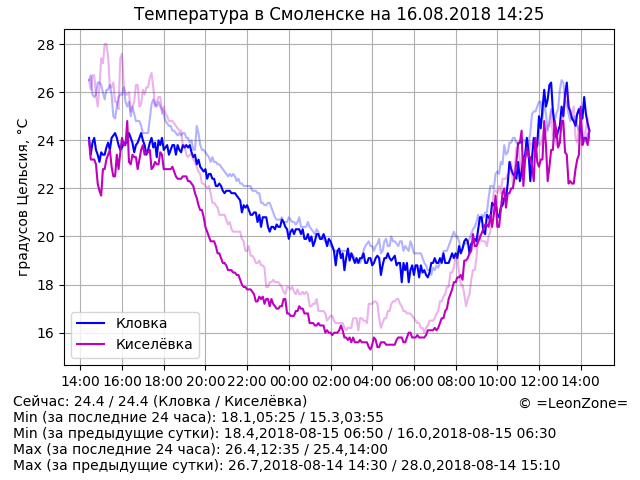 Температура в Смоленске на 16.08.2018 14:25
градусов Цельсия, °C
28
26
24
22
20
18
16
Кловка
Киселёвка
14:00 16:00 18:00 20:00 22:00 00:00 02:00 04:00 06:00 08:00 10:00 12:00 14:00
Сейчас: 24.4 / 24.4 (Кловка / Киселёвка)
© =LeonZone=
Min (за последние 24 часа): 18.1,05:25 / 15.3,03:55
Min (за предыдущие сутки): 18.4,2018-08-15 06:50 / 16.0,2018-08-15 06:30
Max (за последние 24 часа): 26.4,12:35 / 25.4,14:00
Max (за предыдущие сутки): 26.7,2018-08-14 14:30 / 28.0,2018-08-14 15:10